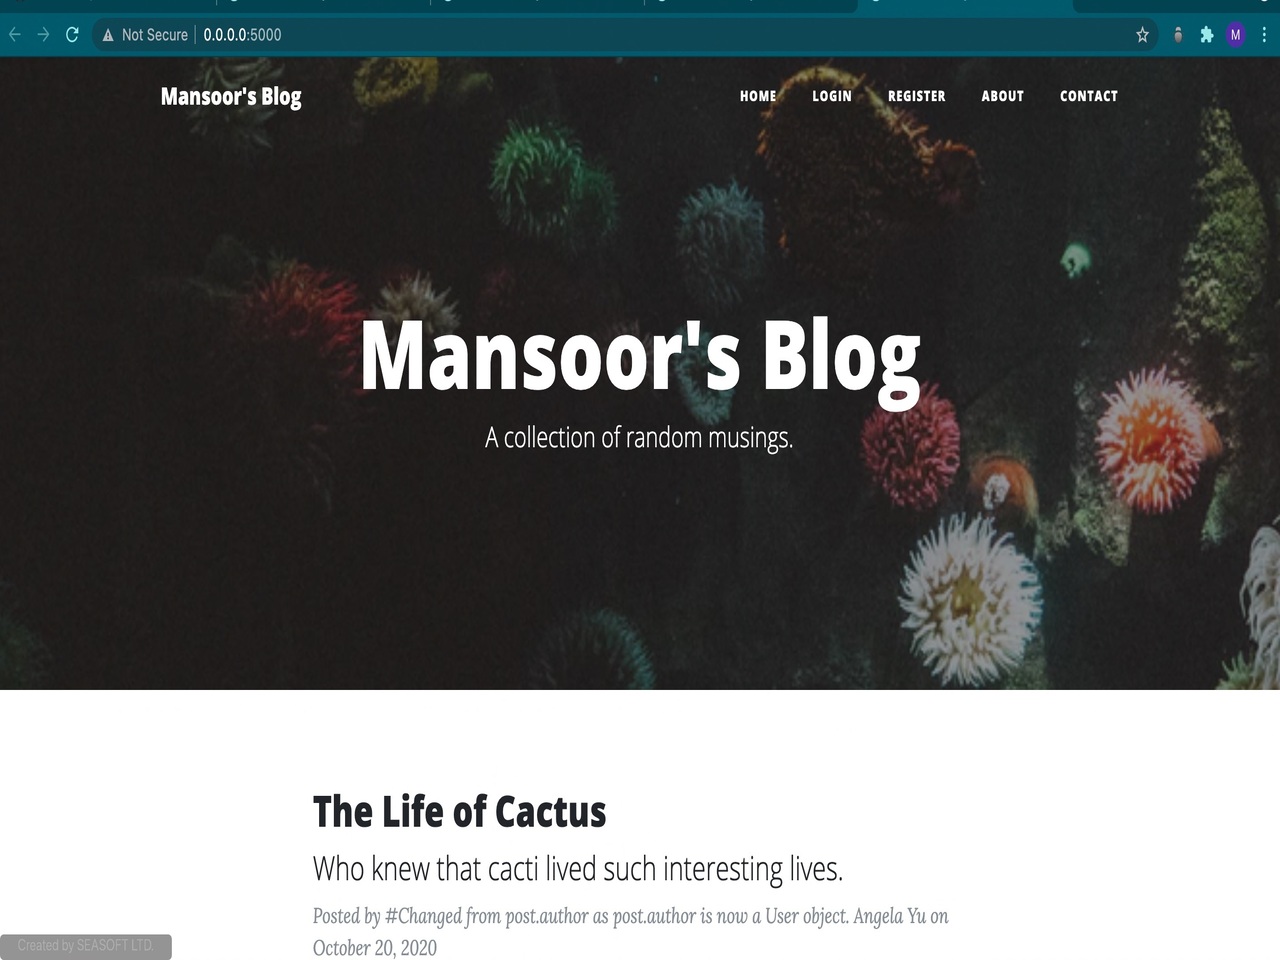 Not Secure 0.0.0.0:5000
M
Mansoor's Blog
HOME LOGIN REGISTER ABOUT CONTACT
Mansoor's Blog
A collection of random musings.
The Life of Cactus
Who knew that cacti lived such interesting lives.
Posted by #Changed from post.author as post.author is now a User object. Angela Yu on
October 20, 2020
Created by SEASOFT LTD.